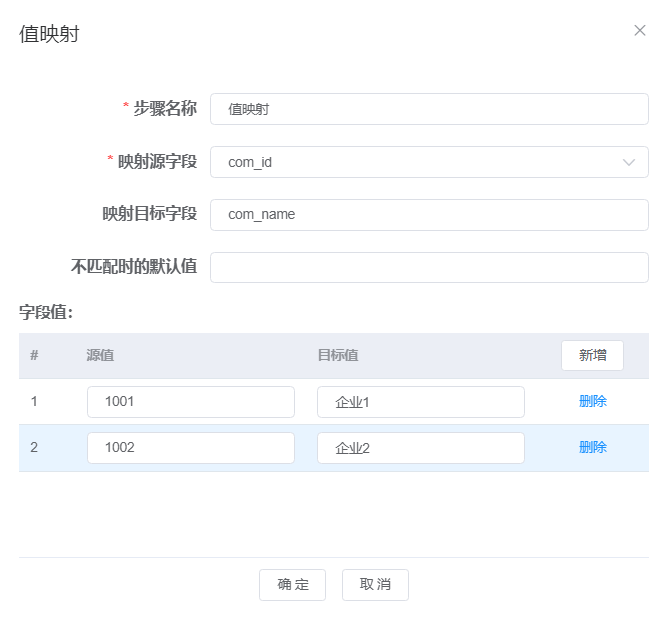 值映射
* 步骤名称 值映射
* 映射源字段 com_id
映射目标字段 com_name
不匹配时的默认值
字段值：
# 源值 目标值 新增
1 1001 企业1 删除
2 1002 企业2 删除
确 定 取 消